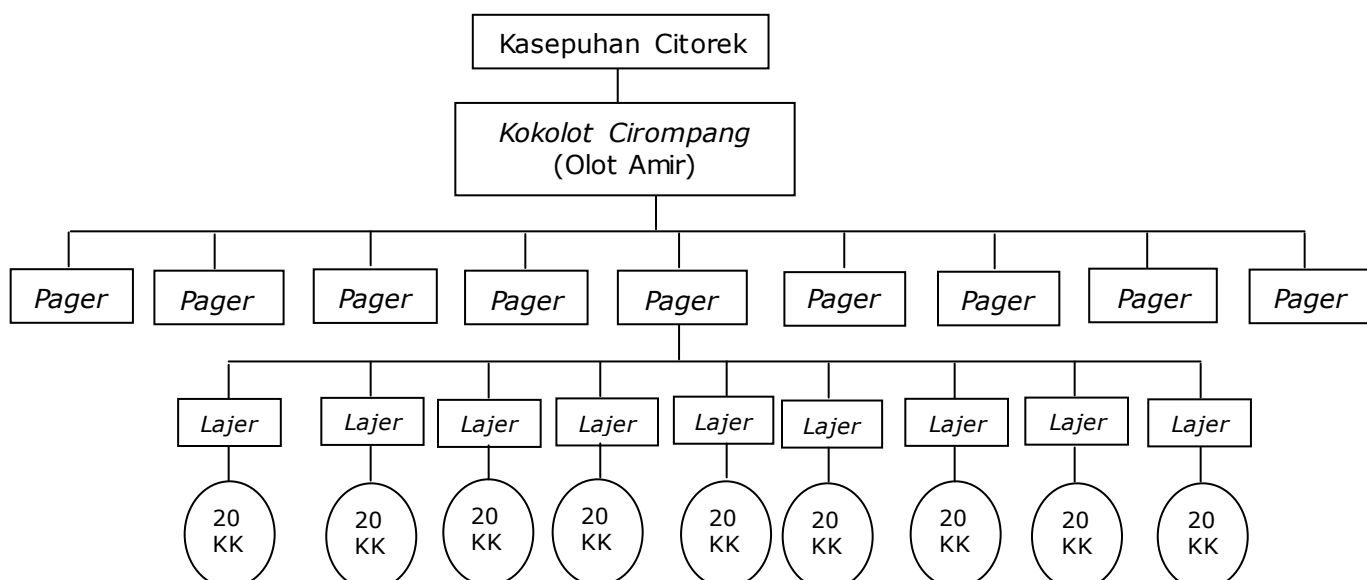 Kasepuhan Citorek
Kokolot Cirompang
(Olot Amir)
Pager
Pager
Pager
Pager
Pager
Pager
Pager
Pager
Pager
Lajer
Lajer
Lajer
Lajer
Lajer
Lajer
Lajer
Lajer
Lajer
20
KK
20
KK
20
KK
20
KK
20
KK
20
KK
20
KK
20
KK
20
KK